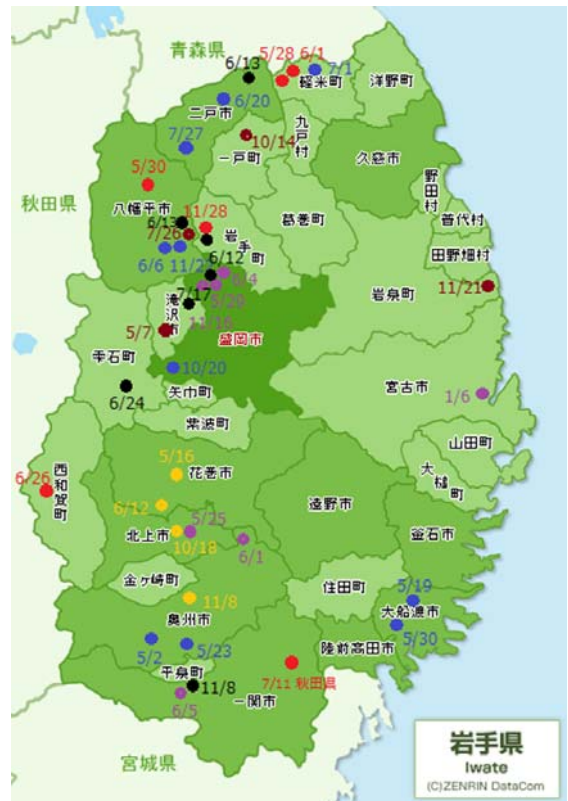 青森県
5/28 6/1
6/13
7/1
軽米町
洋野町
6/20
二戸市
7/27
10/14
一戸町
九戸村
久慈市
5/30
野田村
秋田県
八幡平市
11/28
葛巻町
普代村
6/13
7/26
岩手町
田野畑村
6/6
6/12
6/4
岩泉町
11/21
7/17
5/29
滝沢市
11/16
5/7
盛岡市
雫石町
10/20
宮古市
1/6
矢巾町
6/24
紫波町
山田町
5/16
花巻市
大槌町
6/26
西和賀町
6/12
5/25
遠野市
北上市
釜石市
10/18
6/1
金ヶ崎町
住田町
5/19
11/8
大船渡市
奥州市
5/30
5/2
5/23
陸前高田市
平泉町
7/11 秋田県
11/8
6/5
一関市
宮城県
岩手県
Iwate
(C)ZENRIN DataCom